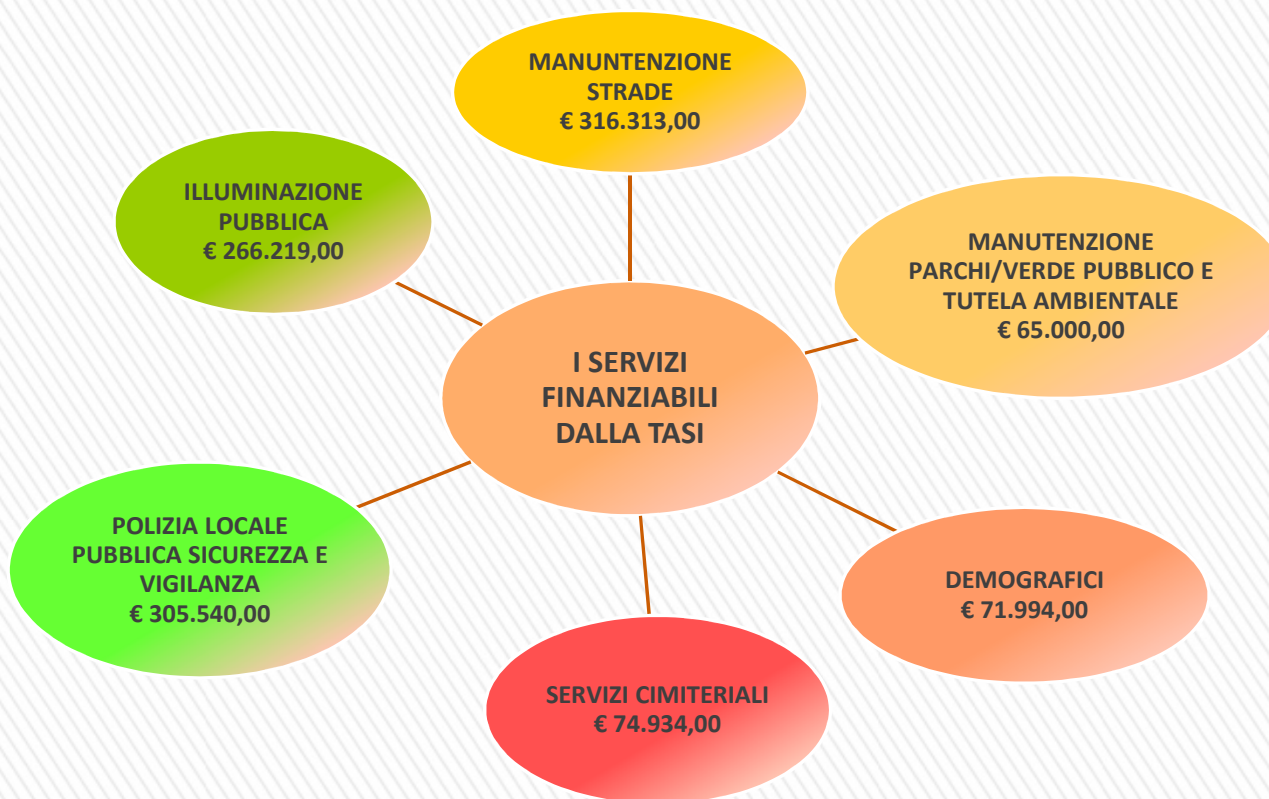 MANUNTENZIONE
STRADE
€ 316.313,00
ILLUMINAZIONE
PUBBLICA
€ 266.219,00
MANUTENZIONE
PARCHI/VERDE PUBBLICO E
TUTELA AMBIENTALE
€ 65.000,00
I SERVIZI
FINANZIABILI
DALLA TASI
POLIZIA LOCALE
PUBBLICA SICUREZZA E
VIGILANZA
€ 305.540,00
DEMOGRAFICI
€ 71.994,00
SERVIZI CIMITERIALI
€ 74.934,00